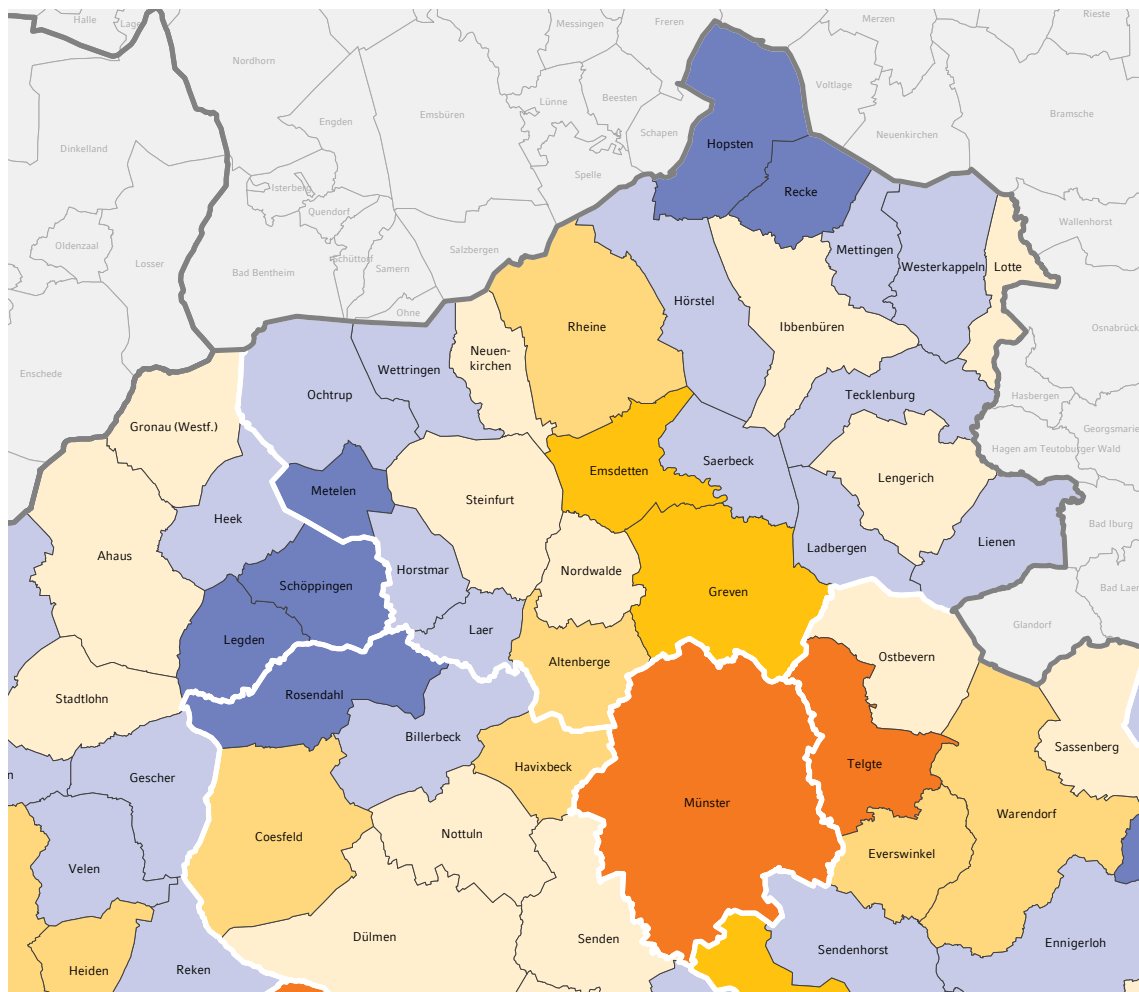 Halle
Lage
Messingen
Freren
Merzen
Rieste
Nordhorn
Lünne
Beesten
Voltlage
Emsbüren
Bramsche
Engden
Schapen
Neuenkirchen
Dinkelland
Hopsten
Spelle
Isterberg
Recke
Quendorf
Wallenhorst
Oldenzaal
Losser
Salzbergen
Mettingen
Schüttorf
Samern
Westerkappeln
Lotte
Bad Bentheim
Hörstel
Ohne
Rheine
Ibbenbüren
Osnabrück
Neuen-
kirchen
Enschede
Wettringen
Ochtrup
Tecklenburg
Hasbergen
Gronau (Westf.)
Georgsmarie
Hagen am Teutoburger Wald
Saerbeck
Emsdetten
Lengerich
Metelen
Steinfurt
Heek
Bad Iburg
Lienen
Ahaus
Ladbergen
Horstmar
Nordwalde
Schöppingen
Bad Laer
Greven
Glandorf
Laer
Legden
Altenberge
Ostbevern
Rosendahl
Stadtlohn
Billerbeck
Sassenberg
n
Gescher
Havixbeck
Telgte
Münster
Warendorf
Coesfeld
Nottuln
Everswinkel
Velen
Dülmen
Senden
Ennigerloh
Sendenhorst
Heiden
Reken